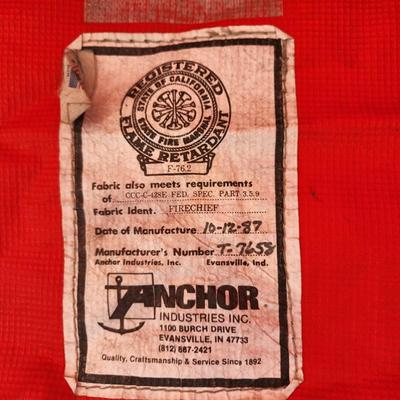 REGISTERED
STATE OF CALIFORNIA
STATE FIRE MARSHAL
FLAME RETARDANT
F-76.2
Fabric also meets requirements
of CCC-C-428E FED. SPEC. PART 3.5.9
Fabric Ident. FIRECHIEF
Date of Manufacture 10-12-87
Manufacturer's Number T-7658
Anchor Industries, Inc. Evansville, Ind.
ANCHOR
INDUSTRIES INC.
1100 BURCH DRIVE
EVANSVILLE, IN 47733
(812) 867-2421
Quality, Craftsmanship & Service Since 1892